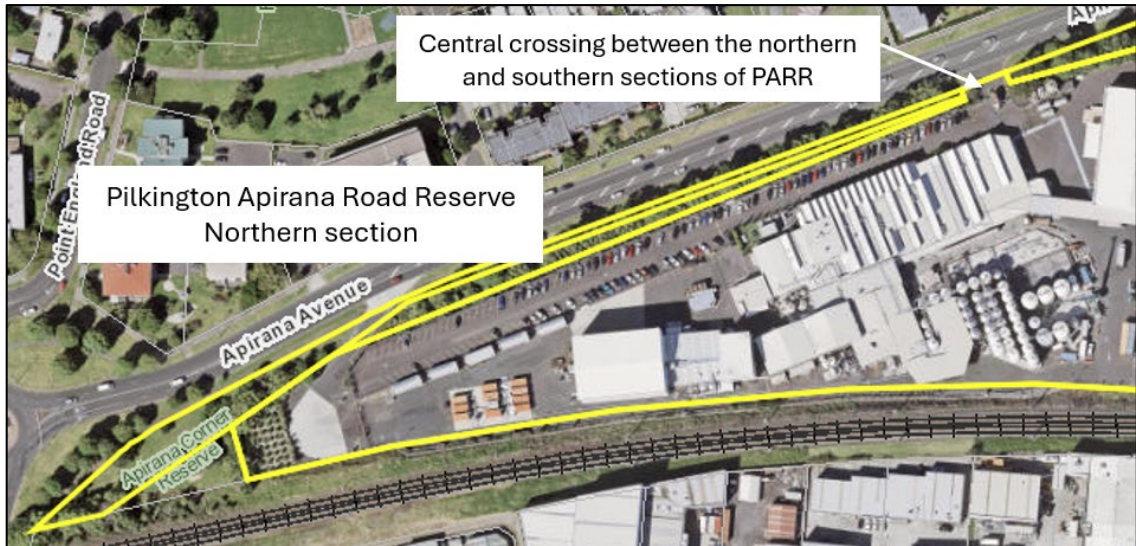 Central crossing between the northern
and southern sections of PARR
Pilkington Apirana Road Reserve
Northern section
Point England Road
Apirana Avenue
Apirana Corner
Reserve